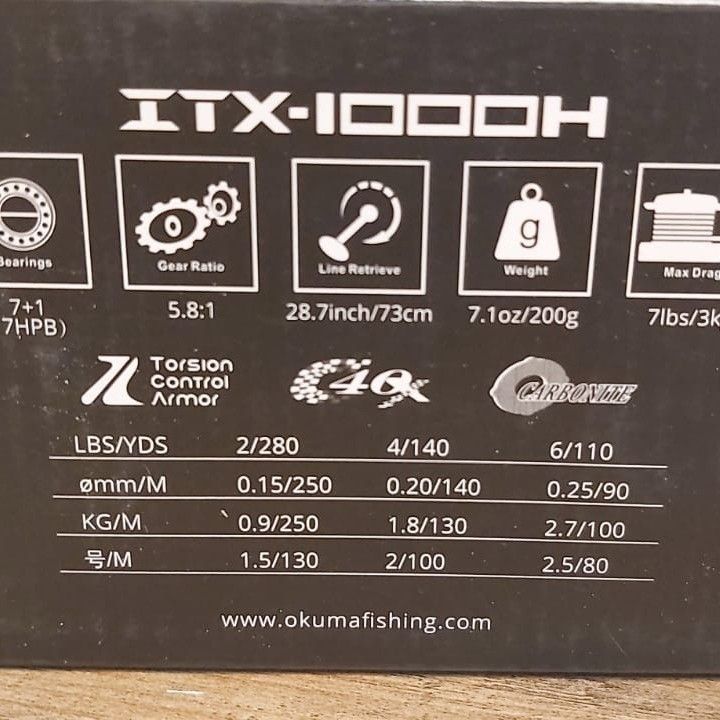 ITX-1000H
Bearings
Gear Ratio
Line Retrieve
g
Weight
Max Drag
7+1
7HPB)
5.8:1
28.7inch/73cm
7.1oz/200g
7lbs/3k
Torsion
Control
Armor
40x
CARBONITE
LBS/YDS 2/280 4/140 6/110
ømm/M 0.15/250 0.20/140 0.25/90
KG/M 0.9/250 1.8/130 2.7/100
号/M 1.5/130 2/100 2.5/80
www.okumafishing.com